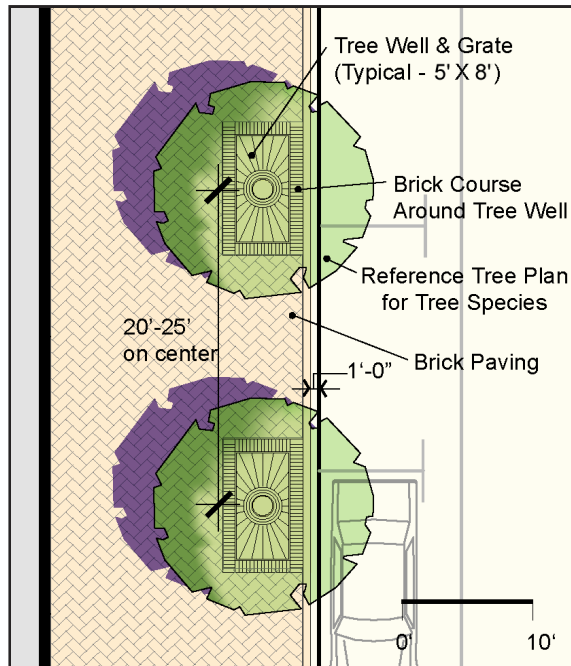 Tree Well & Grate
(Typical - 5' X 8')
Brick Course
Around Tree Well
Reference Tree Plan
for Tree Species
20'-25'
on center
Brick Paving
1'-0"
0'
10'